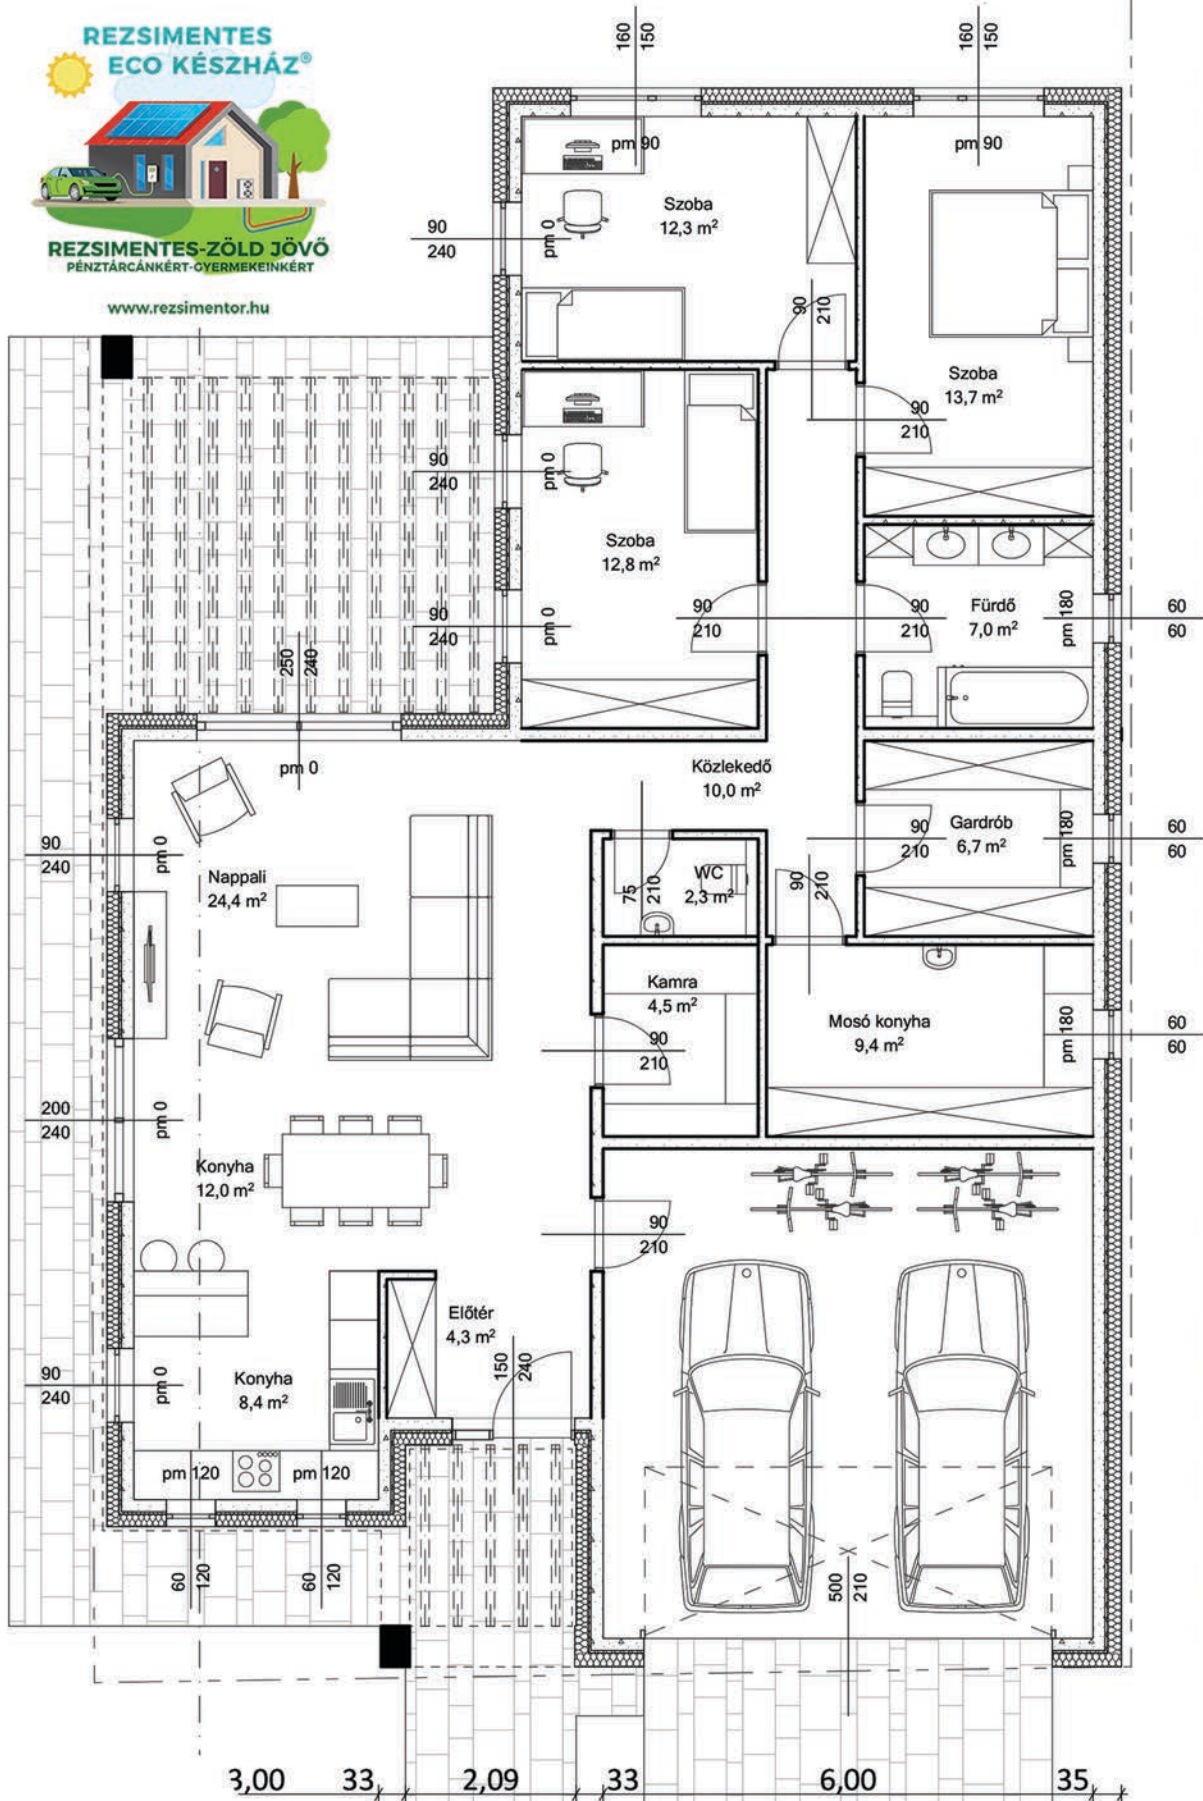 REZSIMENTES
ECO KÉSZHÁZ®
REZSIMENTES-ZÖLD JÖVŐ
PÉNZTÁRCÁNKÉRT-GYERMEKEINKÉRT
www.rezsimentor.hu
160
150
160
150
pm 90
pm 90
Szoba
12,3 m²
90
240
pm 0
90
210
Szoba
13,7 m²
90
210
90
240
pm 0
Szoba
12,8 m²
90
240
pm 0
90
210
90
210
Fürdő
7,0 m²
pm 180
60
60
250
240
pm 0
Közlekedő
10,0 m²
90
240
pm 0
Nappali
24,4 m²
75
210
WC
2,3 m²
90
210
90
210
Gardrób
6,7 m²
pm 180
60
60
Kamra
4,5 m²
90
210
Mosó konyha
9,4 m²
pm 180
60
60
200
240
pm 0
Konyha
12,0 m²
90
210
Előtér
4,3 m²
150
240
90
240
pm 0
Konyha
8,4 m²
pm 120
pm 120
60
120
60
120
500
210
3,00
33
2,09
33
6,00
35